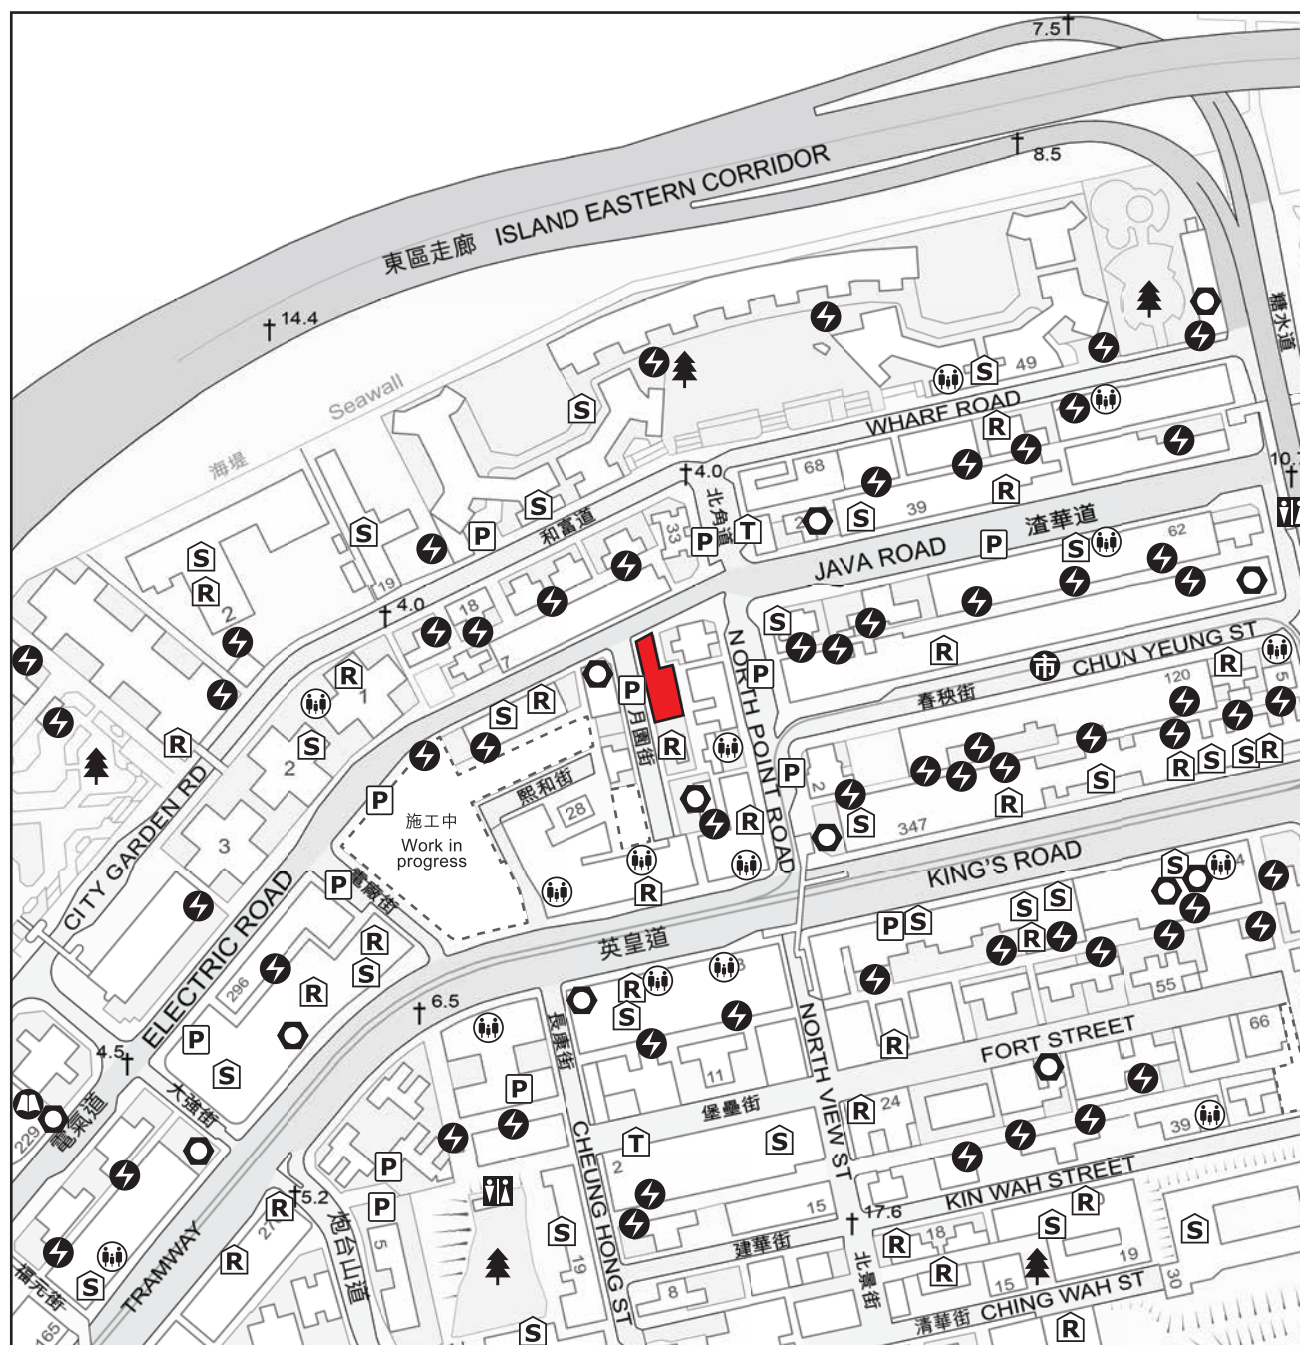 7.5
8.5
東區走廊 ISLAND EASTERN CORRIDOR
14.4
糖水道
49
S
Seawall
海堤
S
WHARF ROAD
R
4.0
68
10.
S
S
P
和富道
33
北角道
P
T
S
39
R
渣華道
JAVA ROAD
P
S
62
S
R
2
19
4.0
18
7
S
R
CHUN YEUNG ST
R
1
R
S
2
R
S
R
P
月園街
R
NORTH POINT ROAD
P
春秧街
120
R
5
CITY GARDEN RD
P
熙和街
28
施工中
Work in
progress
P
2
R
S
347
R
S
R
S
S
R
3
ELECTRIC ROAD
P
電廠街
R
KING'S ROAD
S
4
英皇道
P
S
S
S
R
R
S
296
R
P
S
6.5
長康街
R
S
3
55
66
NORTH VIEW ST
R
FORT STREET
4.5
大強街
電氣道
229
P
11
堡壘街
R
24
39
T
S
2
CHEUNG HONG ST
P
P
5.2
R
27
炮台山道
5
S
19
15
KIN WAH STREET
R
17.6
建華街
R
18
S
19
S
TRAMWAY
R
S
福元街
165
8
北景街
R
15
CHING WAH ST
30
清華街
R
S